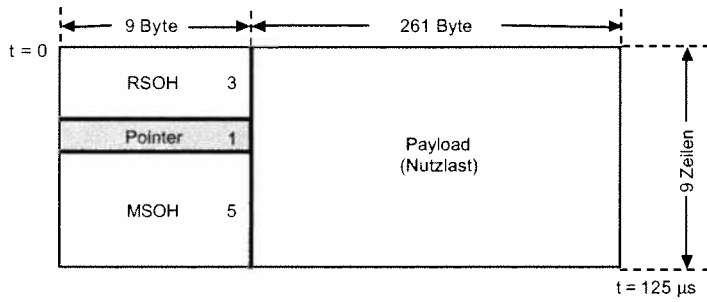 9 Byte 261 Byte
t = 0
RSOH 3
Pointer 1
MSOH 5
Payload
(Nutzlast)
9 Zeilen
t = 125 µs